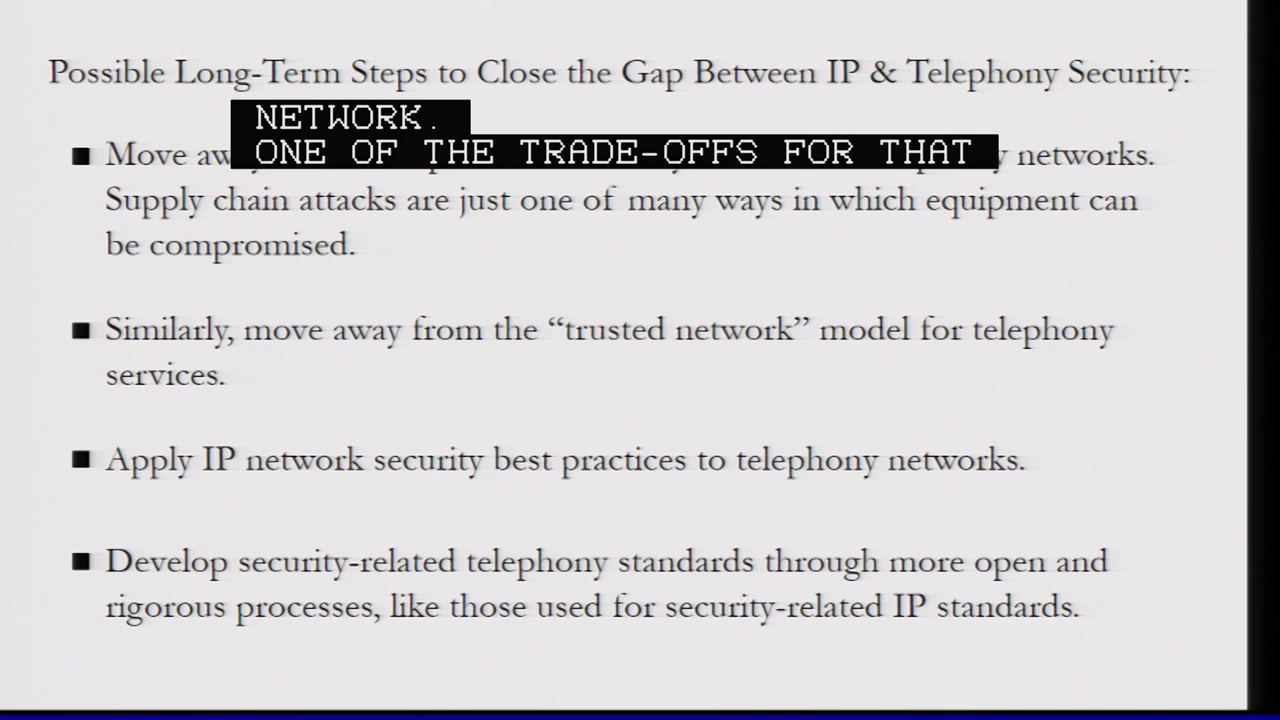 Possible Long-Term Steps to Close the Gap Between IP & Telephony Security:
NETWORK.
ONE OF THE TRADE-OFFS FOR THAT
■ Move networks.
Supply chain attacks are just one of many ways in which equipment can
be compromised.
■ Similarly, move away from the “trusted network” model for telephony
services.
■ Apply IP network security best practices to telephony networks.
■ Develop security-related telephony standards through more open and
rigorous processes, like those used for security-related IP standards.